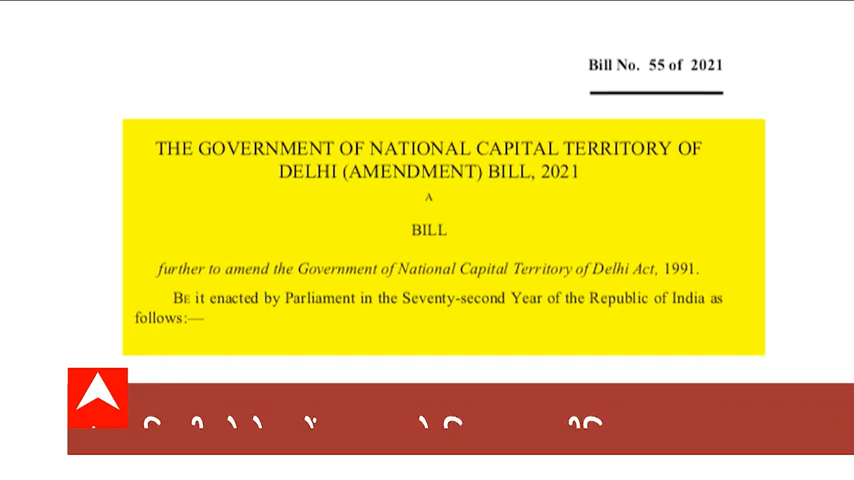 Bill No. 55 of 2021
THE GOVERNMENT OF NATIONAL CAPITAL TERRITORY OF
DELHI (AMENDMENT) BILL, 2021
A
BILL
further to amend the Government of National Capital Territory of Delhi Act, 1991.
BE it enacted by Parliament in the Seventy-second Year of the Republic of India as
follows:—